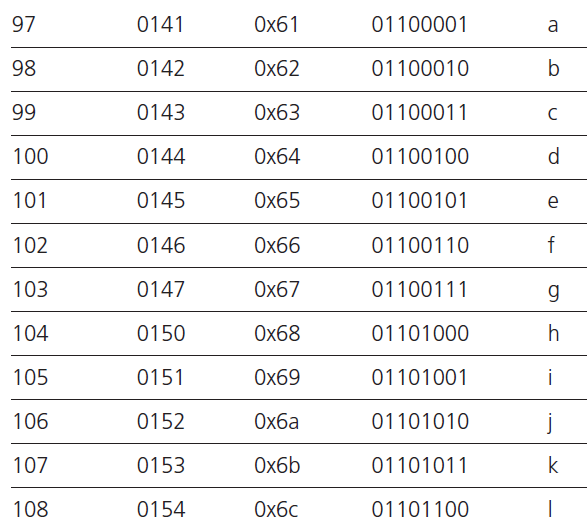 97 0141 0x61 01100001 a
98 0142 0x62 01100010 b
99 0143 0x63 01100011 c
100 0144 0x64 01100100 d
101 0145 0x65 01100101 e
102 0146 0x66 01100110 f
103 0147 0x67 01100111 g
104 0150 0x68 01101000 h
105 0151 0x69 01101001 i
106 0152 0x6a 01101010 j
107 0153 0x6b 01101011 k
108 0154 0x6c 01101100 l